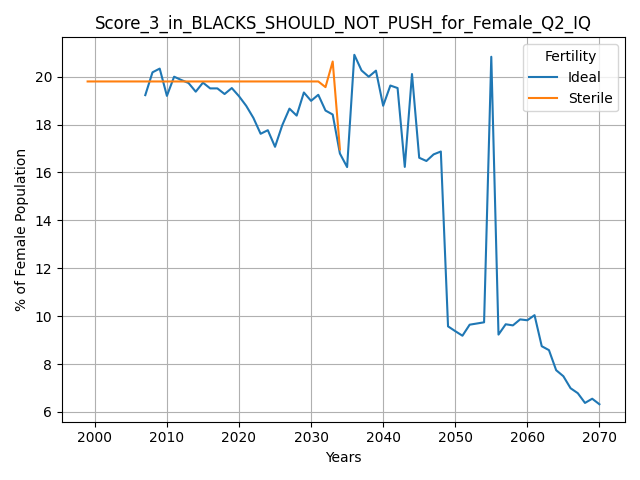 Score_3_in_BLACKS_SHOULD_NOT_PUSH_for_Female_Q2_IQ
Fertility
Ideal
Sterile
% of Female Population
20
18
16
14
12
10
8
6
2000 2010 2020 2030 2040 2050 2060 2070
Years